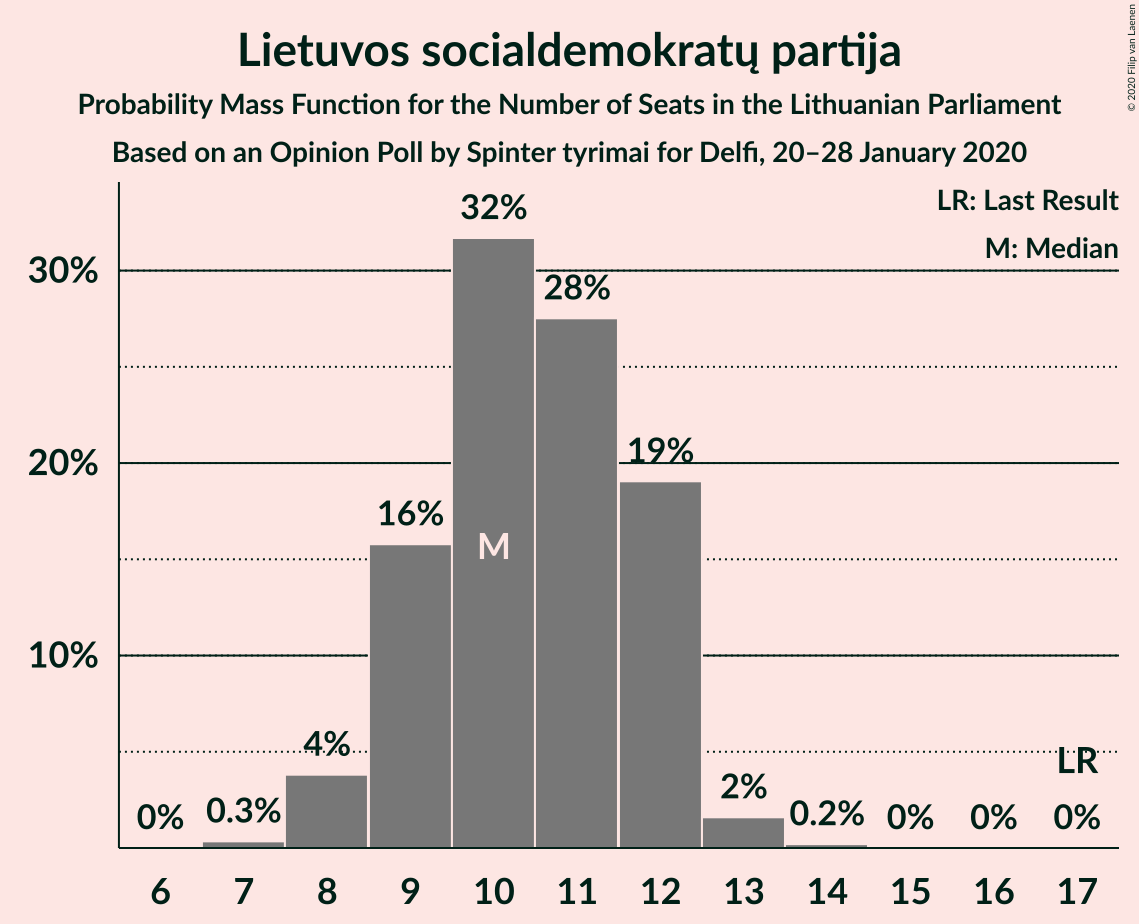 Lietuvos socialdemokratų partija
Probability Mass Function for the Number of Seats in the Lithuanian Parliament
Based on an Opinion Poll by Spinter tyrimai for Delfi, 20–28 January 2020
© 2020 Filip van Laenen
LR: Last Result
M: Median
30%
20%
10%
0%
0.3%
4%
16%
32%
M
28%
19%
2%
0.2%
0%
0%
LR
0%
6 7 8 9 10 11 12 13 14 15 16 17